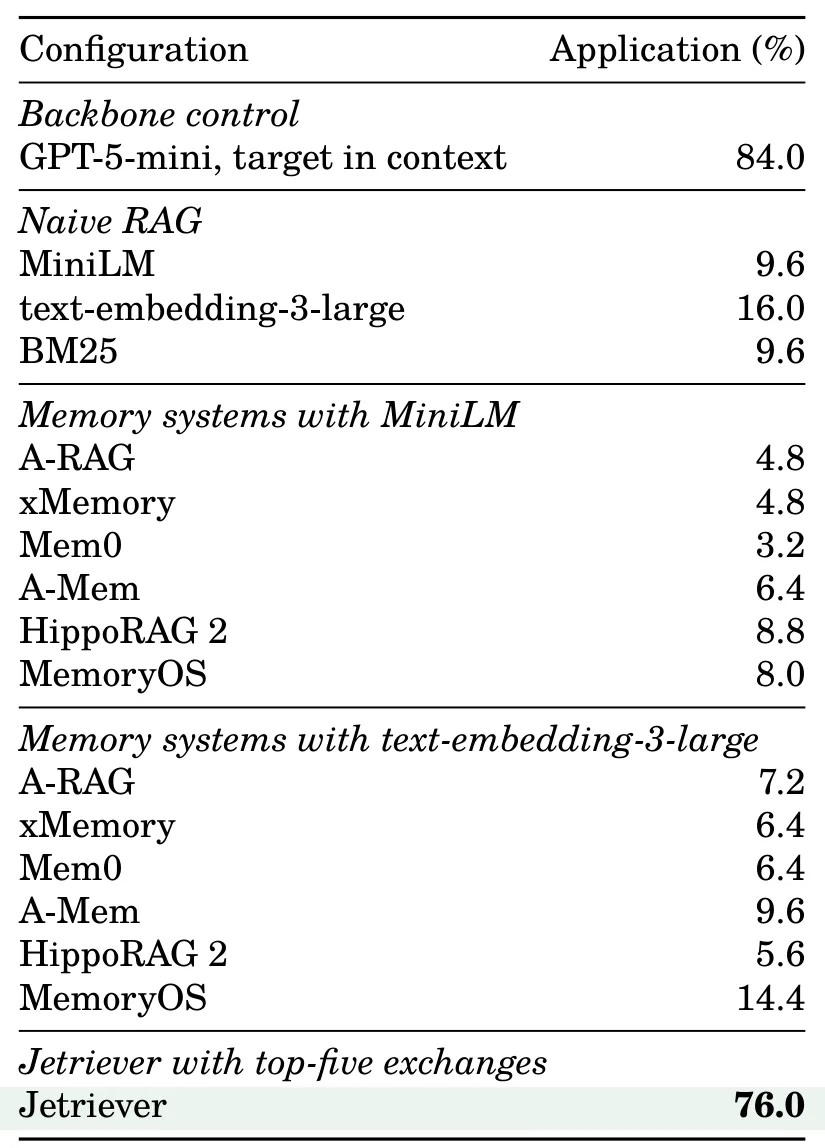 Configuration Application (%)
Backbone control
GPT-5-mini, target in context 84.0
Naive RAG
MiniLM 9.6
text-embedding-3-large 16.0
BM25 9.6
Memory systems with MiniLM
A-RAG 4.8
xMemory 4.8
Mem0 3.2
A-Mem 6.4
HippoRAG 2 8.8
MemoryOS 8.0
Memory systems with text-embedding-3-large
A-RAG 7.2
xMemory 6.4
Mem0 6.4
A-Mem 9.6
HippoRAG 2 5.6
MemoryOS 14.4
Jetriever with top-five exchanges
Jetriever 76.0